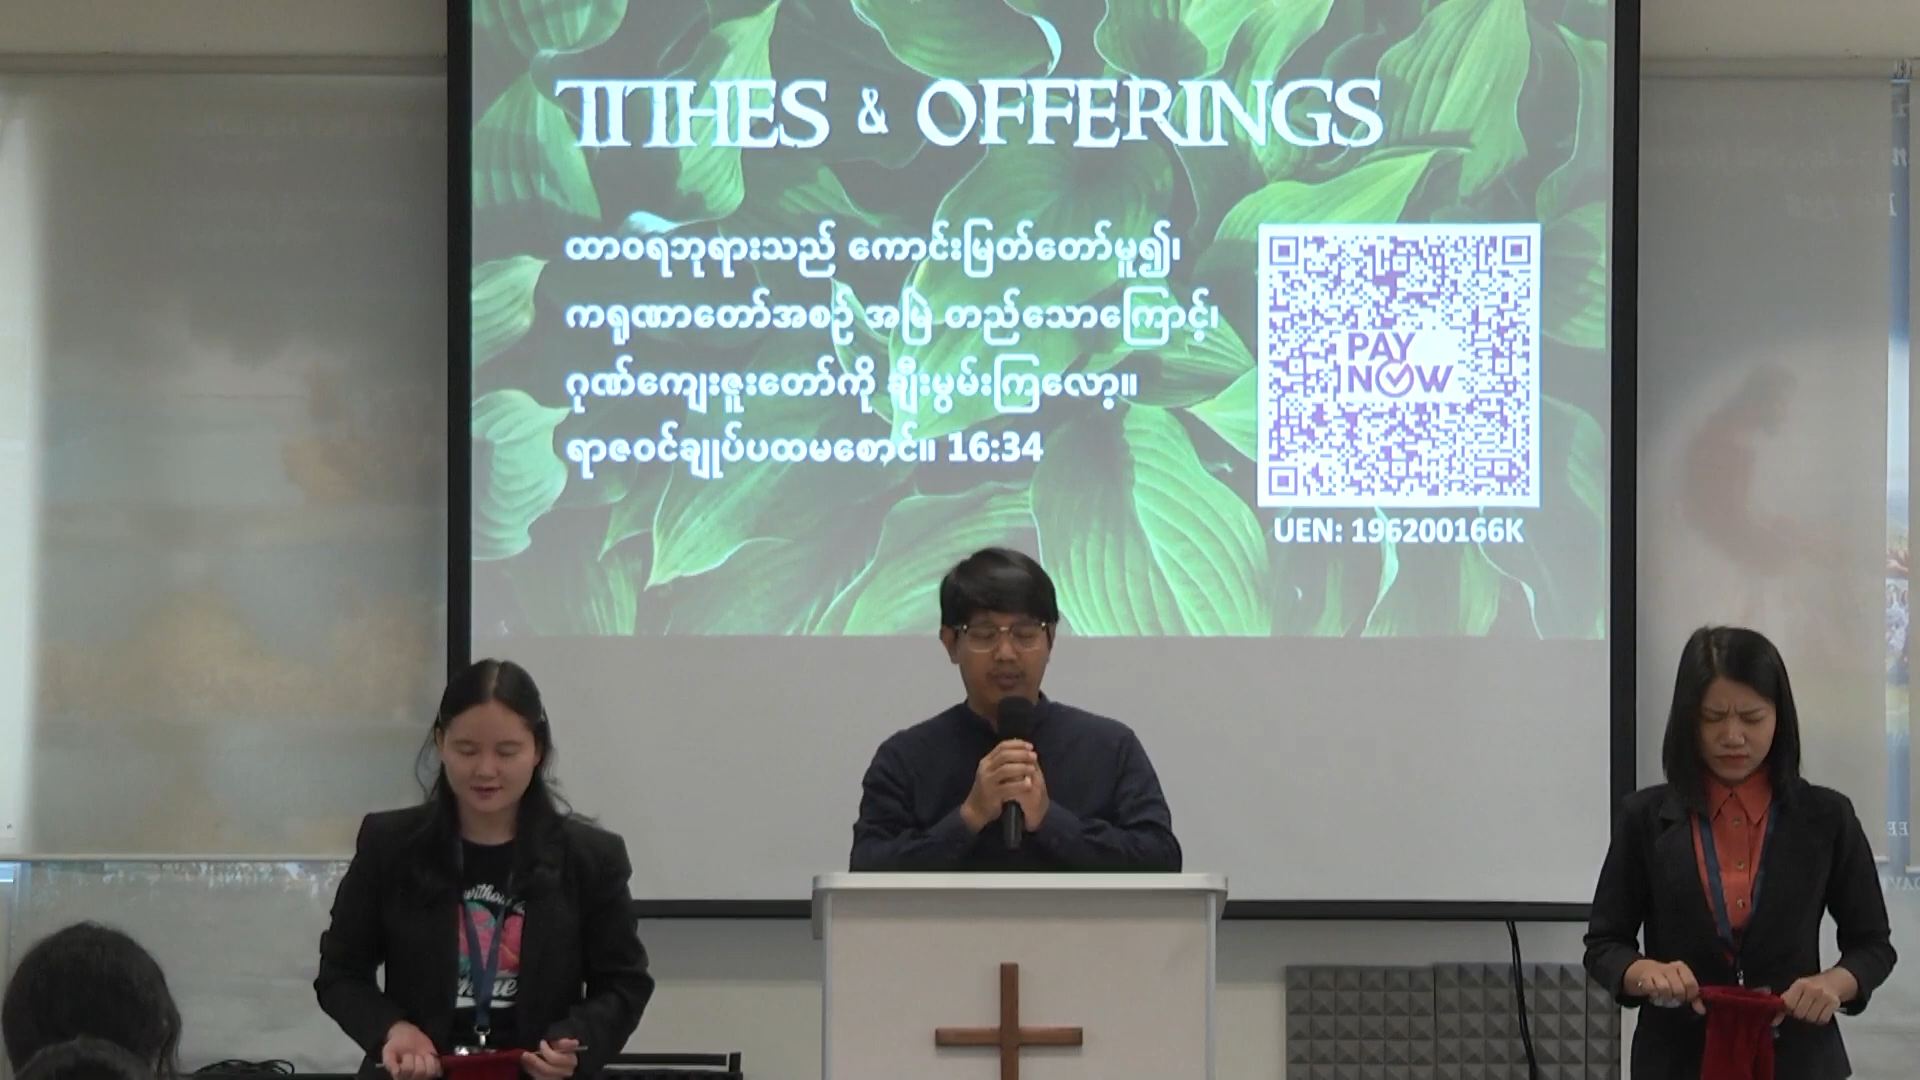 TITHES & OFFERINGS
ထာဝရဘုရားသည် ကောင်းမြတ်တော်မူ၍၊
ကရုဏာတော်အစဉ် အမြဲ တည်သောကြောင့်၊
ဂုဏ်ကျေးဇူးတော်ကို ချီးမွမ်းကြလော့။
ရာဇဝင်ချုပ်ပထမစောင်။ 16:34
PAY
NOW
UEN: 196200166K
without